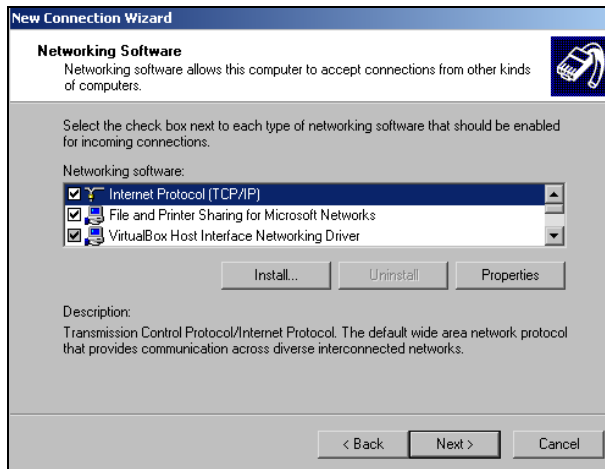 New Connection Wizard
Networking Software
Networking software allows this computer to accept connections from other kinds
of computers.
Select the check box next to each type of networking software that should be enabled
for incoming connections.
Networking software:
Internet Protocol (TCP/IP)
File and Printer Sharing for Microsoft Networks
VirtualBox Host Interface Networking Driver
Install... Uninstall Properties
Description:
Transmission Control Protocol/Internet Protocol. The default wide area network protocol
that provides communication across diverse interconnected networks.
< Back Next > Cancel